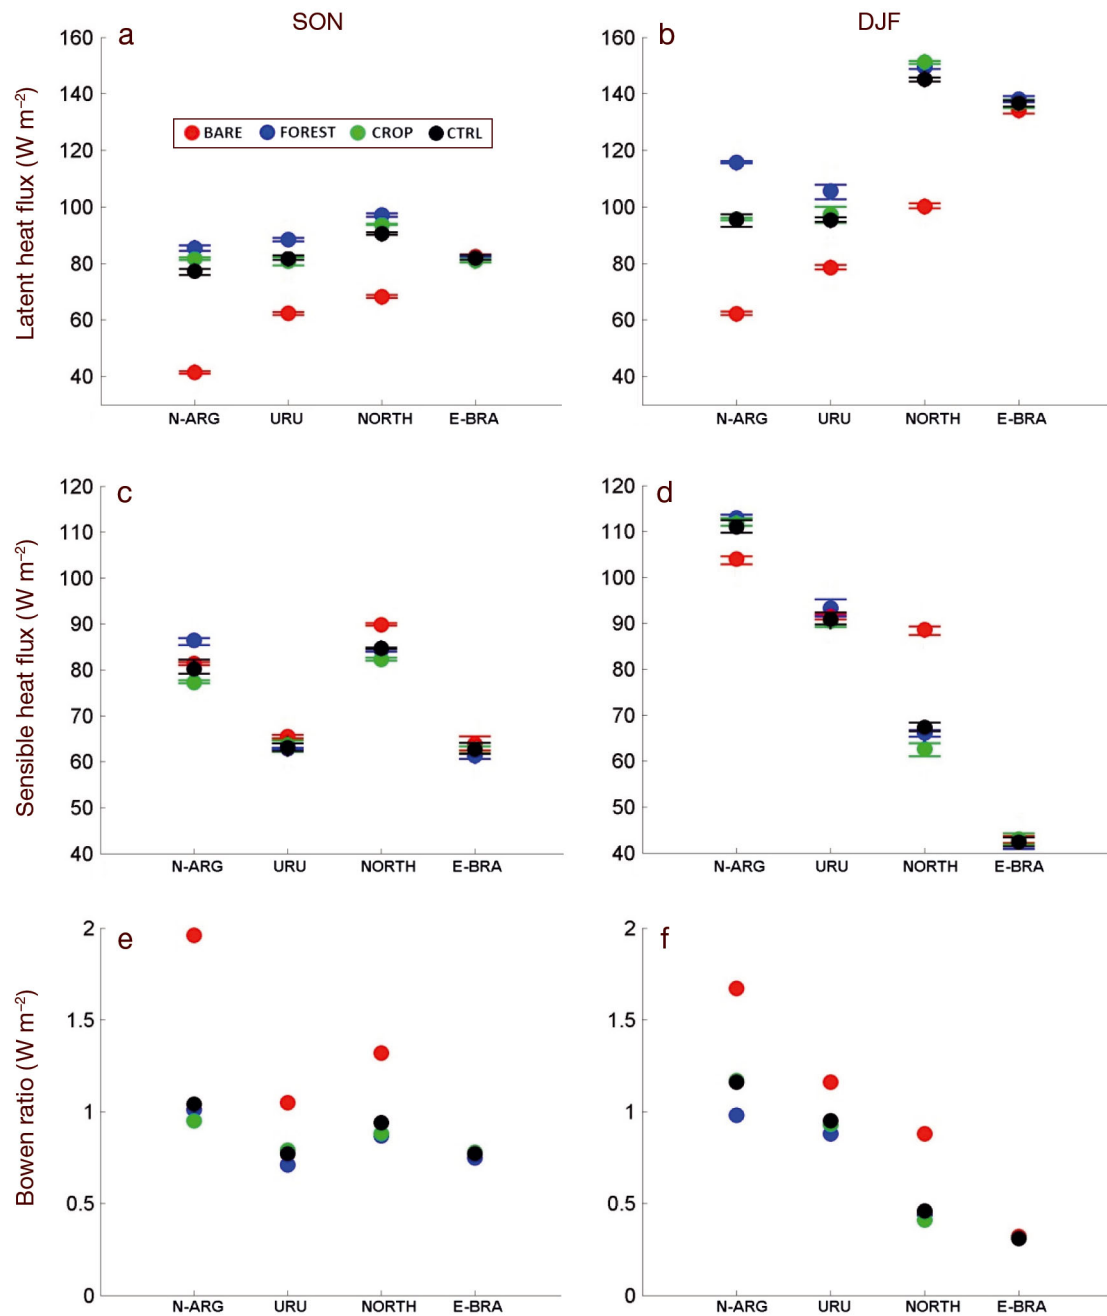 SON
DJF
a
b
160
140
120
100
80
60
40
Latent heat flux (W m⁻²)
BARE FOREST CROP CTRL
N-ARG URU NORTH E-BRA
160
140
120
100
80
60
40
N-ARG URU NORTH E-BRA
c
120
110
100
90
80
70
60
50
40
Sensible heat flux (W m⁻²)
N-ARG URU NORTH E-BRA
d
120
110
100
90
80
70
60
50
40
N-ARG URU NORTH E-BRA
e
2
1.5
1
0.5
0
Bowen ratio (W m⁻²)
N-ARG URU NORTH E-BRA
f
2
1.5
1
0.5
0
N-ARG URU NORTH E-BRA